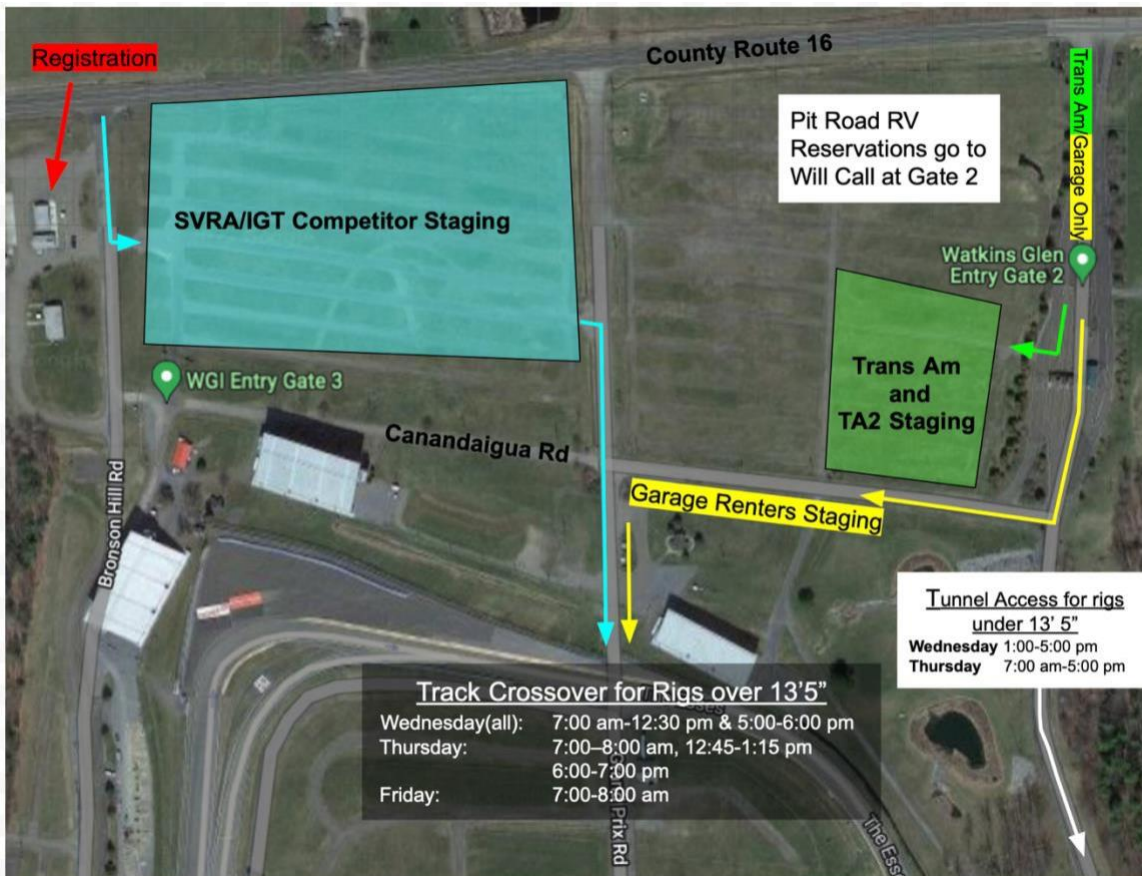 County Route 16
Registration
Trans Am/Garage Only
Pit Road RV
Reservations go to
Will Call at Gate 2
SVRA/IGT Competitor Staging
Watkins Glen
Entry Gate 2
Trans Am
and
TA2 Staging
WGI Entry Gate 3
Canandaigua Rd
Garage Renters Staging
Bronson Hill Rd
Tunnel Access for rigs
under 13' 5"
Wednesday 1:00-5:00 pm
Thursday 7:00 am-5:00 pm
Track Crossover for Rigs over 13'5"
Wednesday(all): 7:00 am-12:30 pm & 5:00-6:00 pm
Thursday: 7:00–8:00 am, 12:45-1:15 pm
6:00-7:00 pm
Friday: 7:00-8:00 am
Prix Rd
The Esse